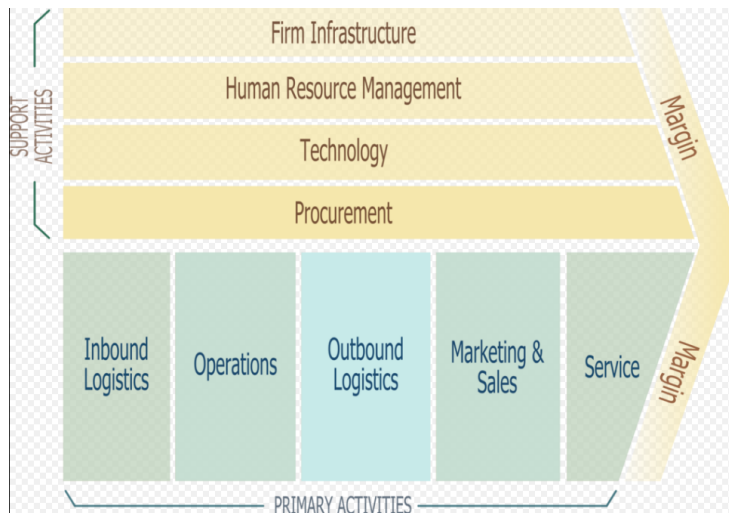 Firm Infrastructure
Human Resource Management
Technology
Procurement
SUPPORT
ACTIVITIES
Margin
Inbound
Logistics
Operations
Outbound
Logistics
Marketing &
Sales
Service
Margin
PRIMARY ACTIVITIES